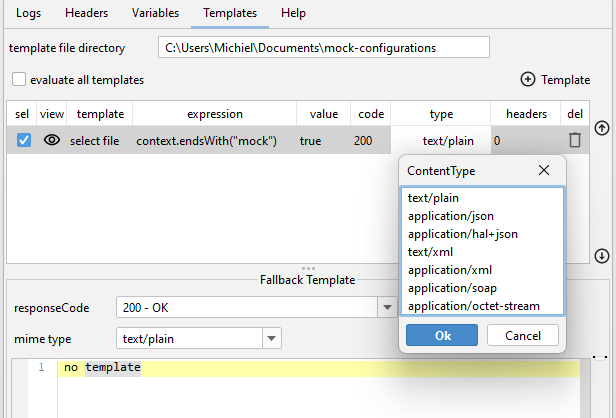 Logs Headers Variables Templates Help
template file directory C:\Users\Michiel\Documents\mock-configurations
evaluate all templates Template
sel view template expression value code type headers del
select file context.endsWith("mock") true 200 text/plain 0
ContentType
text/plain
application/json
application/hal+json
text/xml
application/xml
application/soap
application/octet-stream
Ok Cancel
Fallback Template
responseCode 200 - OK
mime type text/plain
1 no template